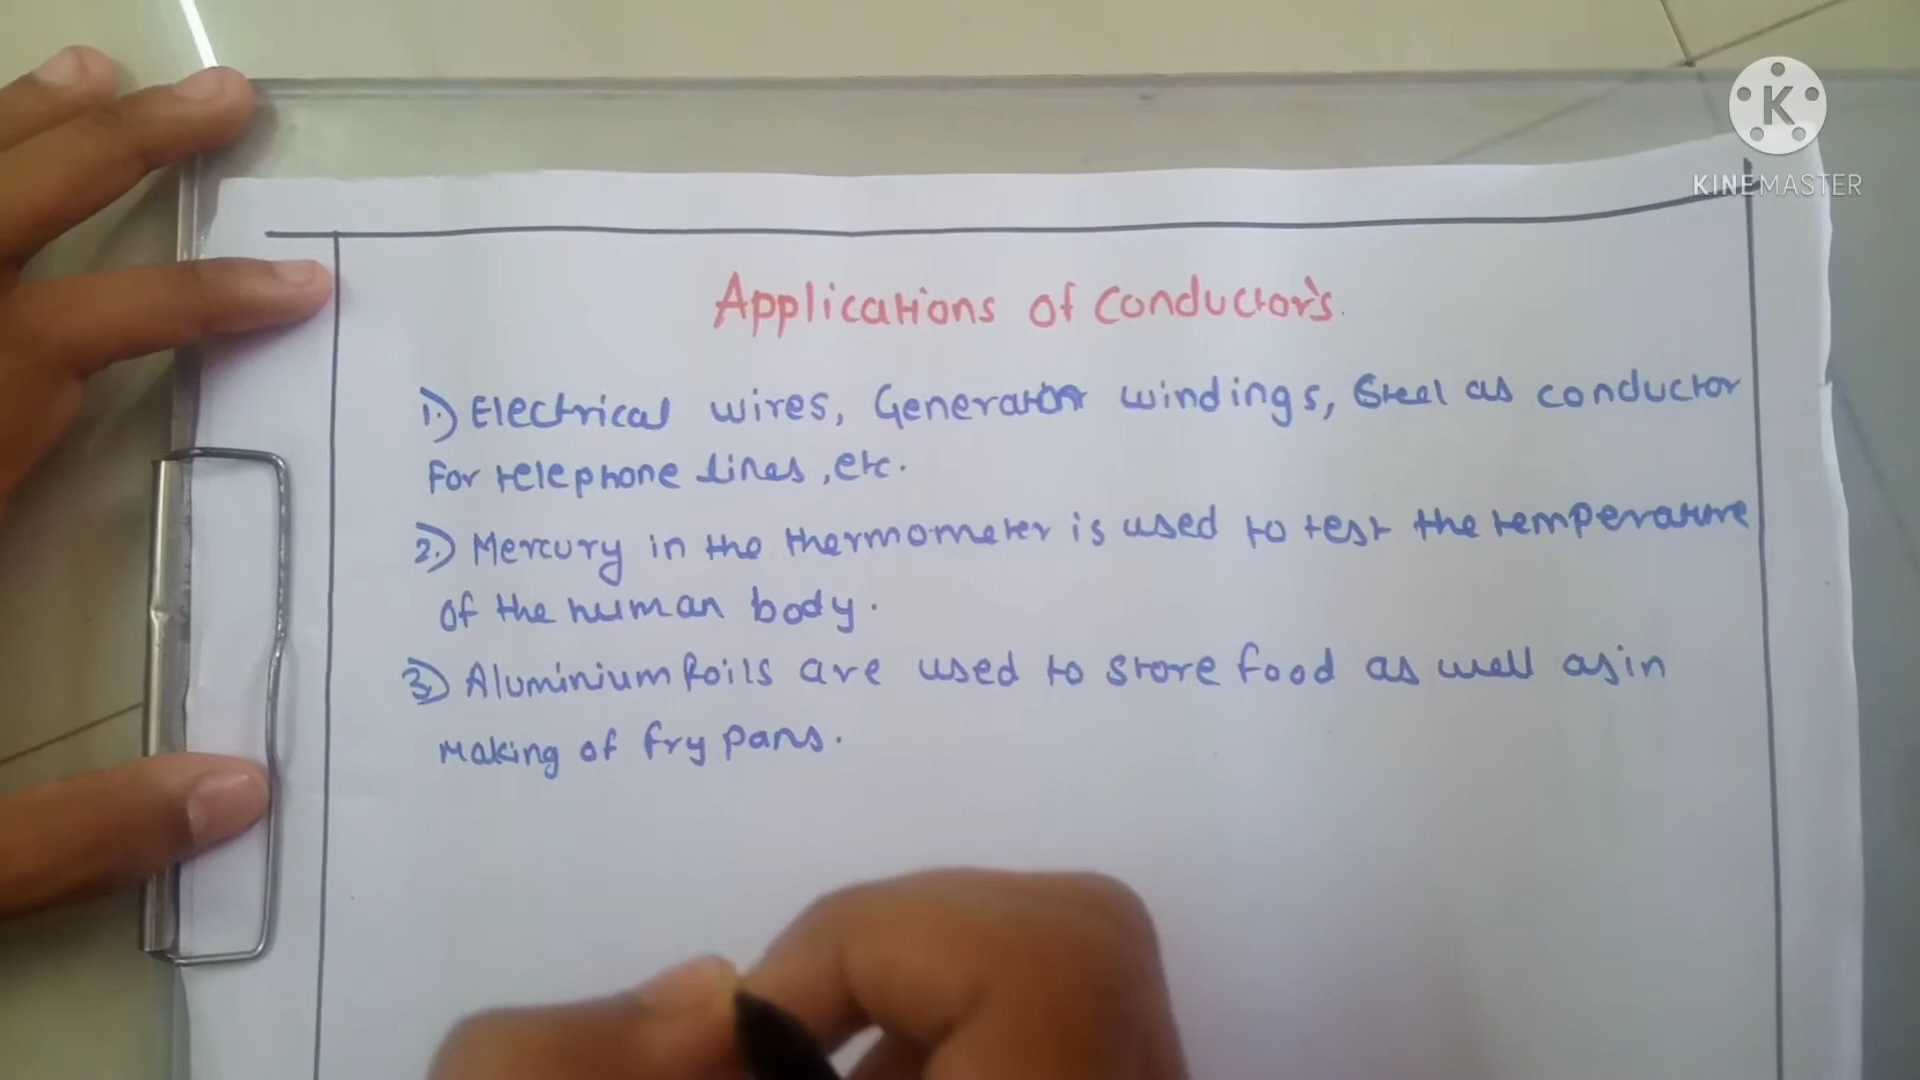 K
KINEMASTER
Applications of Conductor's.
1.) Electrical wires, Generator windings, Steel as conductor
For telephone lines, etc.
2.) Mercury in the thermometer is used to test the temperature
Of the human body.
3) Aluminium foils are used to store food as well as in
Making of fry pans.